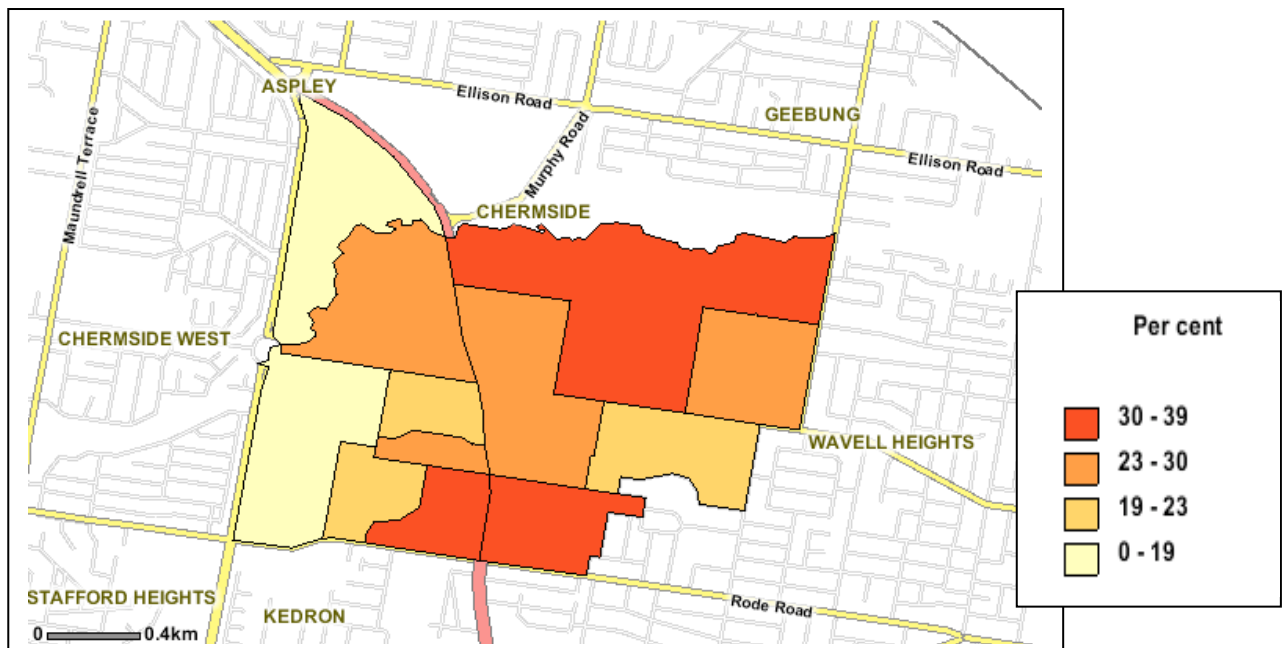 ASPLEY
Ellison Road
GEEBUNG
Maundrell Terrace
Murphy Road
Ellison Road
CHERMSIDE
CHERMSIDE WEST
WAVELL HEIGHTS
STAFFORD HEIGHTS
KEDRON
Rode Road
0 0.4km
Per cent
30 - 39
23 - 30
19 - 23
0 - 19